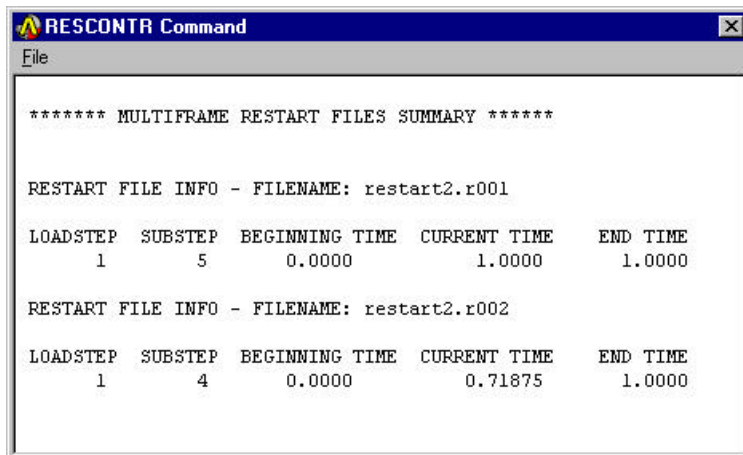 RESCONTR Command
File
******* MULTIFRAME RESTART FILES SUMMARY ******
RESTART FILE INFO - FILENAME: restart2.r001
LOADSTEP SUBSTEP BEGINNING TIME CURRENT TIME END TIME
1 5 0.0000 1.0000 1.0000
RESTART FILE INFO - FILENAME: restart2.r002
LOADSTEP SUBSTEP BEGINNING TIME CURRENT TIME END TIME
1 4 0.0000 0.71875 1.0000